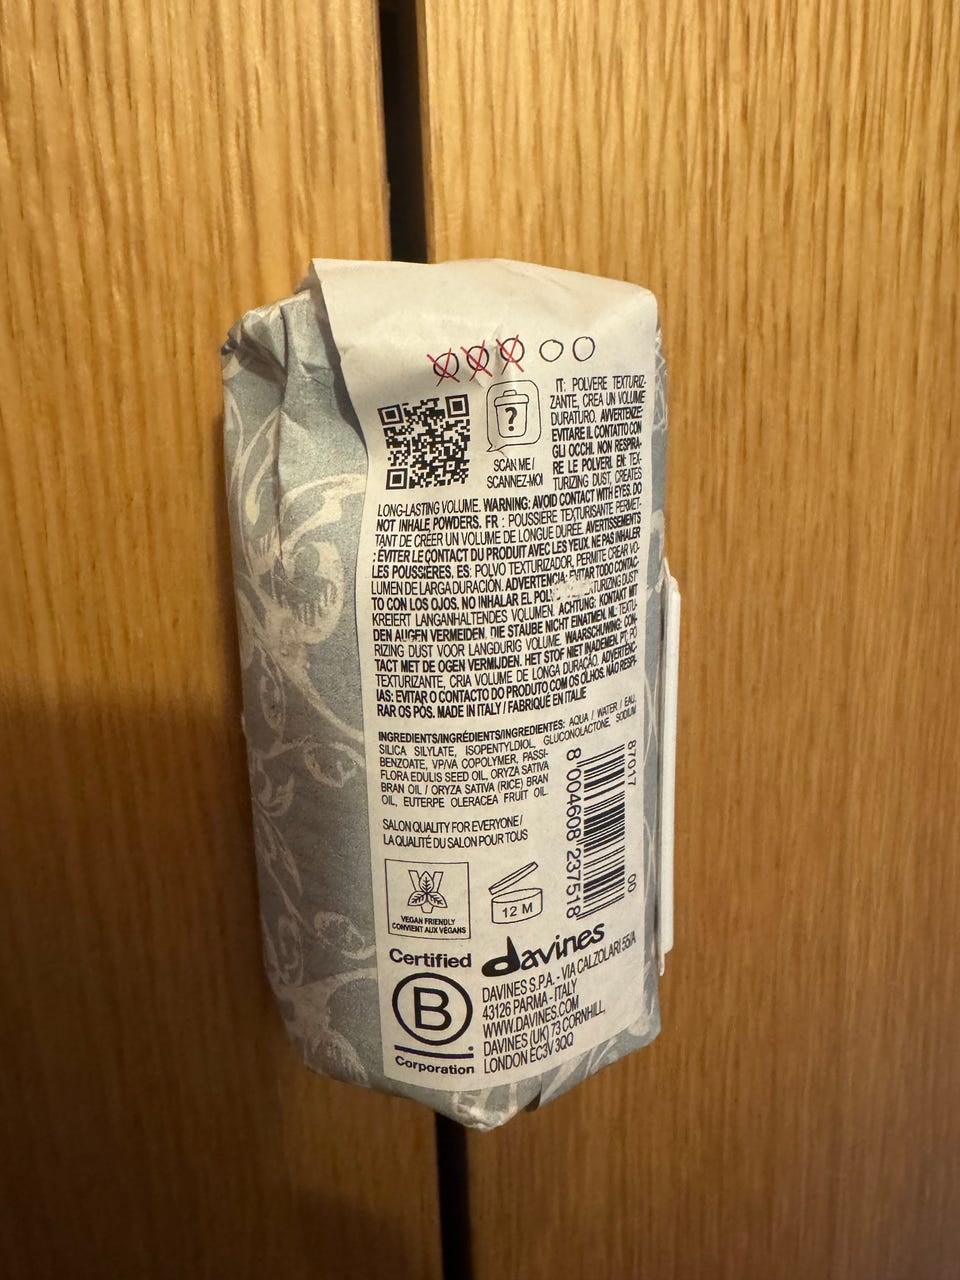 IT: POLVERE TEXTURIZ-
ZANTE, CREA UN VOLUME
DURATURO. AVVERTENZE:
EVITARE IL CONTATTO CON
GLI OCCHI. NON RESPIRA-
RE LE POLVERI. EN: TEX-
TURIZING DUST, CREATES
?
SCAN ME /
SCANNEZ-MOI
LONG-LASTING VOLUME. WARNING: AVOID CONTACT WITH EYES. DO
NOT INHALE POWDERS. FR : POUSSIÈRE TEXTURISANTE PERMET-
TANT DE CRÉER UN VOLUME DE LONGUE DURÉE. AVERTISSEMENTS
: ÉVITER LE CONTACT DU PRODUIT AVEC LES YEUX. NE PAS INHALER
LES POUSSIÈRES. ES: POLVO TEXTURIZADOR, PERMITE CREAR VO-
LUMEN DE LARGA DURACIÓN. ADVERTENCIA: EVITAR TODO CONTAC-
TO CON LOS OJOS. NO INHALAR EL DUST
KREIERT LANGANHALTENDES VOLUMEN. ACHTUNG: KONTAKT MIT
DEN AUGEN VERMEIDEN. DIE STAUBE NICHT EINATMEN. NL: TEXTU-
RIZING DUST VOOR LANGDURIG VOLUME. WAARSCHUWING: CON-
TACT MET DE OGEN VERMIJDEN. HET STOF NIET INADEMEN. PT: PO
TEXTURIZANTE, CRIA VOLUME DE LONGA DURAÇÃO. ADVERTÊNC-
IAS: EVITAR O CONTACTO DO PRODUTO COM OS OLHOS. NÃO RESPI-
RAR OS PÓS. MADE IN ITALY / FABRIQUÉ EN ITALIE
INGREDIENTS/INGRÉDIENTS/INGREDIENTES: AQUA / WATER / EAU,
SILICA SILYLATE, ISOPENTYLDIOL, GLUCONOLACTONE, SODIUM
BENZOATE, VP/VA COPOLYMER, PASSI-
FLORA EDULIS SEED OIL, ORYZA SATIVA
BRAN OIL / ORYZA SATIVA (RICE) BRAN
OIL, EUTERPE OLERACEA FRUIT OIL.
87017 00
8 004608 237518
SALON QUALITY FOR EVERYONE /
LA QUALITÉ DU SALON POUR TOUS
V
VEGAN FRIENDLY
CONVIENT AUX VÉGANS
12 M
Certified
B
Corporation
davines
DAVINES S.P.A. - VIA CALZOLARI 55/A
43126 PARMA - ITALY
WWW.DAVINES.COM
DAVINES (UK) 73 CORNHILL,
LONDON EC3V 3QQ